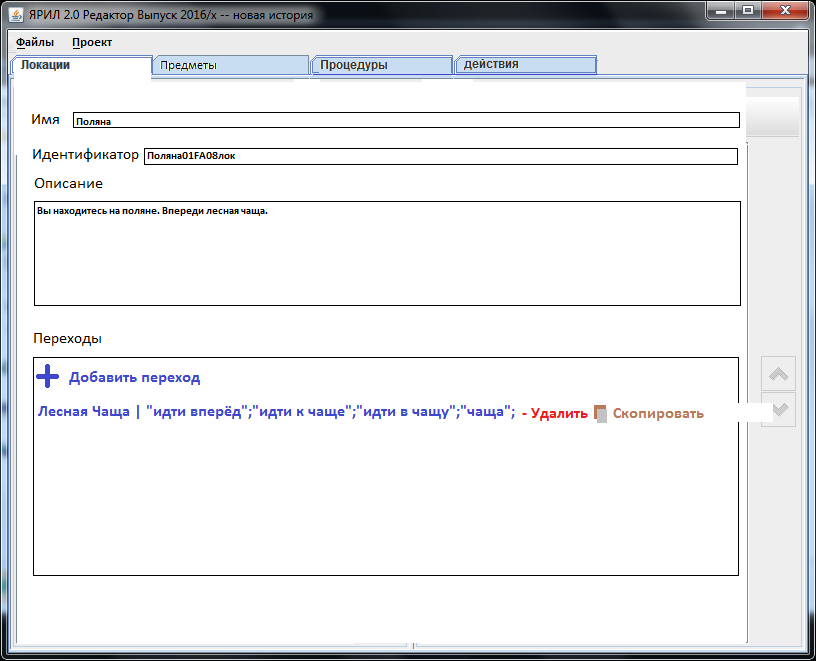 ЯРИЛ 2.0 Редактор Выпуск 2016/х -- новая история
Файлы Проект
Локации Предметы Процедуры действия
Имя Поляна
Идентификатор Поляна01FA08лок
Описание
Вы находитесь на поляне. Впереди лесная чаща.
Переходы
Добавить переход
Лесная Чаща | "идти вперёд";"идти к чаще";"идти в чащу";"чаща"; - Удалить Скопировать